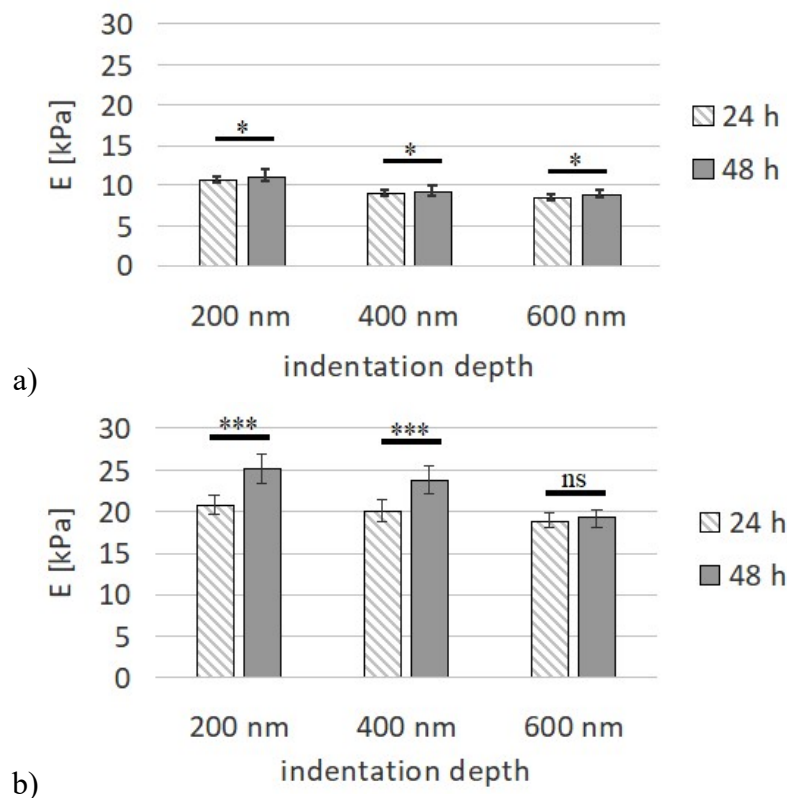 30
25
20
15
10
5
0
E [kPa]
*
*
*
24 h
48 h
200 nm 400 nm 600 nm
indentation depth
a)
30
25
20
15
10
5
0
E [kPa]
***
***
ns
24 h
48 h
200 nm 400 nm 600 nm
indentation depth
b)